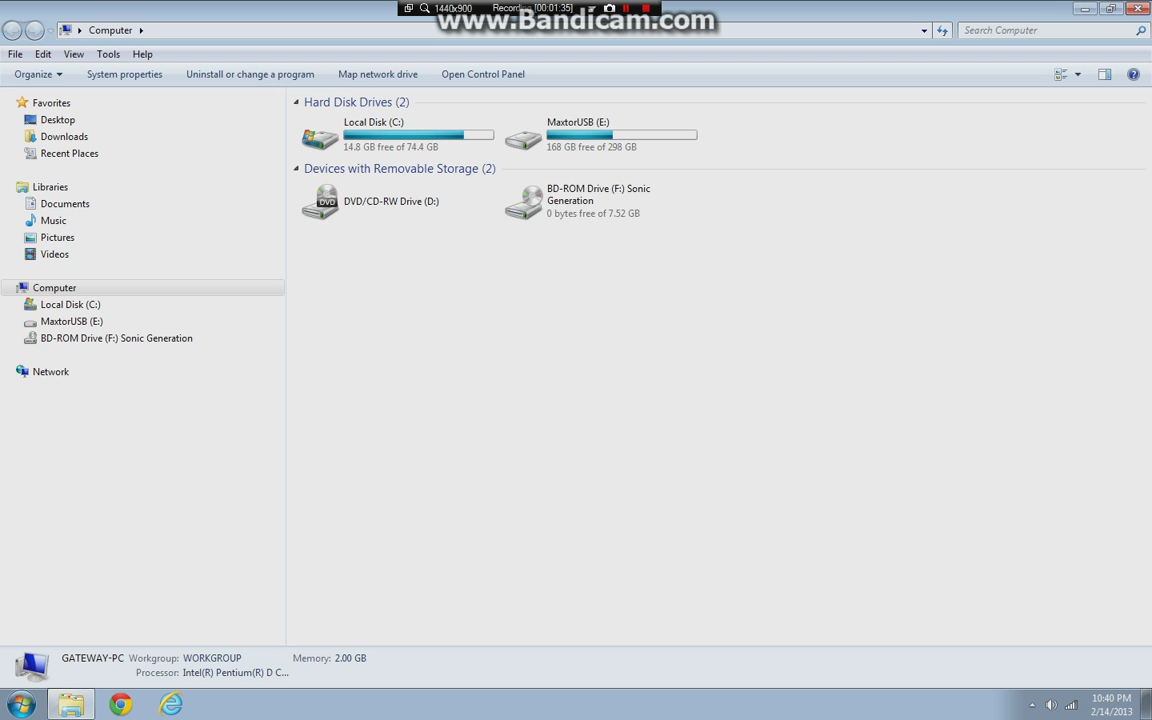 1440x900 Recording [00:01:35]
www.Bandicam.com
Computer
Search Computer
File Edit View Tools Help
Organize System properties Uninstall or change a program Map network drive Open Control Panel
Favorites
Desktop
Downloads
Recent Places
Libraries
Documents
Music
Pictures
Videos
Computer
Local Disk (C:)
MaxtorUSB (E:)
BD-ROM Drive (F:) Sonic Generation
Network
Hard Disk Drives (2)
Local Disk (C:)
14.8 GB free of 74.4 GB
MaxtorUSB (E:)
168 GB free of 298 GB
Devices with Removable Storage (2)
DVD
DVD/CD-RW Drive (D:)
BD-ROM Drive (F:) Sonic
Generation
0 bytes free of 7.52 GB
GATEWAY-PC Workgroup: WORKGROUP Memory: 2.00 GB
Processor: Intel(R) Pentium(R) D C...
10:40 PM
2/14/2013